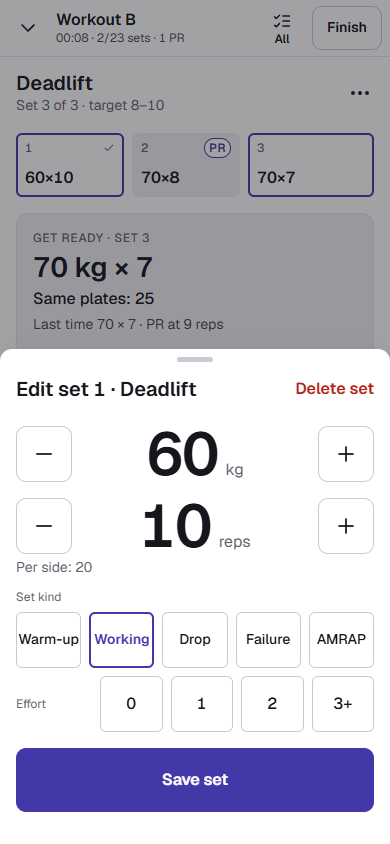 Workout B
00:08 · 2/23 sets · 1 PR
All
Finish
Deadlift
Set 3 of 3 · target 8–10
1
60×10
2
PR
70×8
3
70×7
GET READY · SET 3
70 kg × 7
Same plates: 25
Last time 70 × 7 · PR at 9 reps
Edit set 1 · Deadlift
Delete set
60 kg
10 reps
Per side: 20
Set kind
Warm-up
Working
Drop
Failure
AMRAP
Effort
0
1
2
3+
Save set